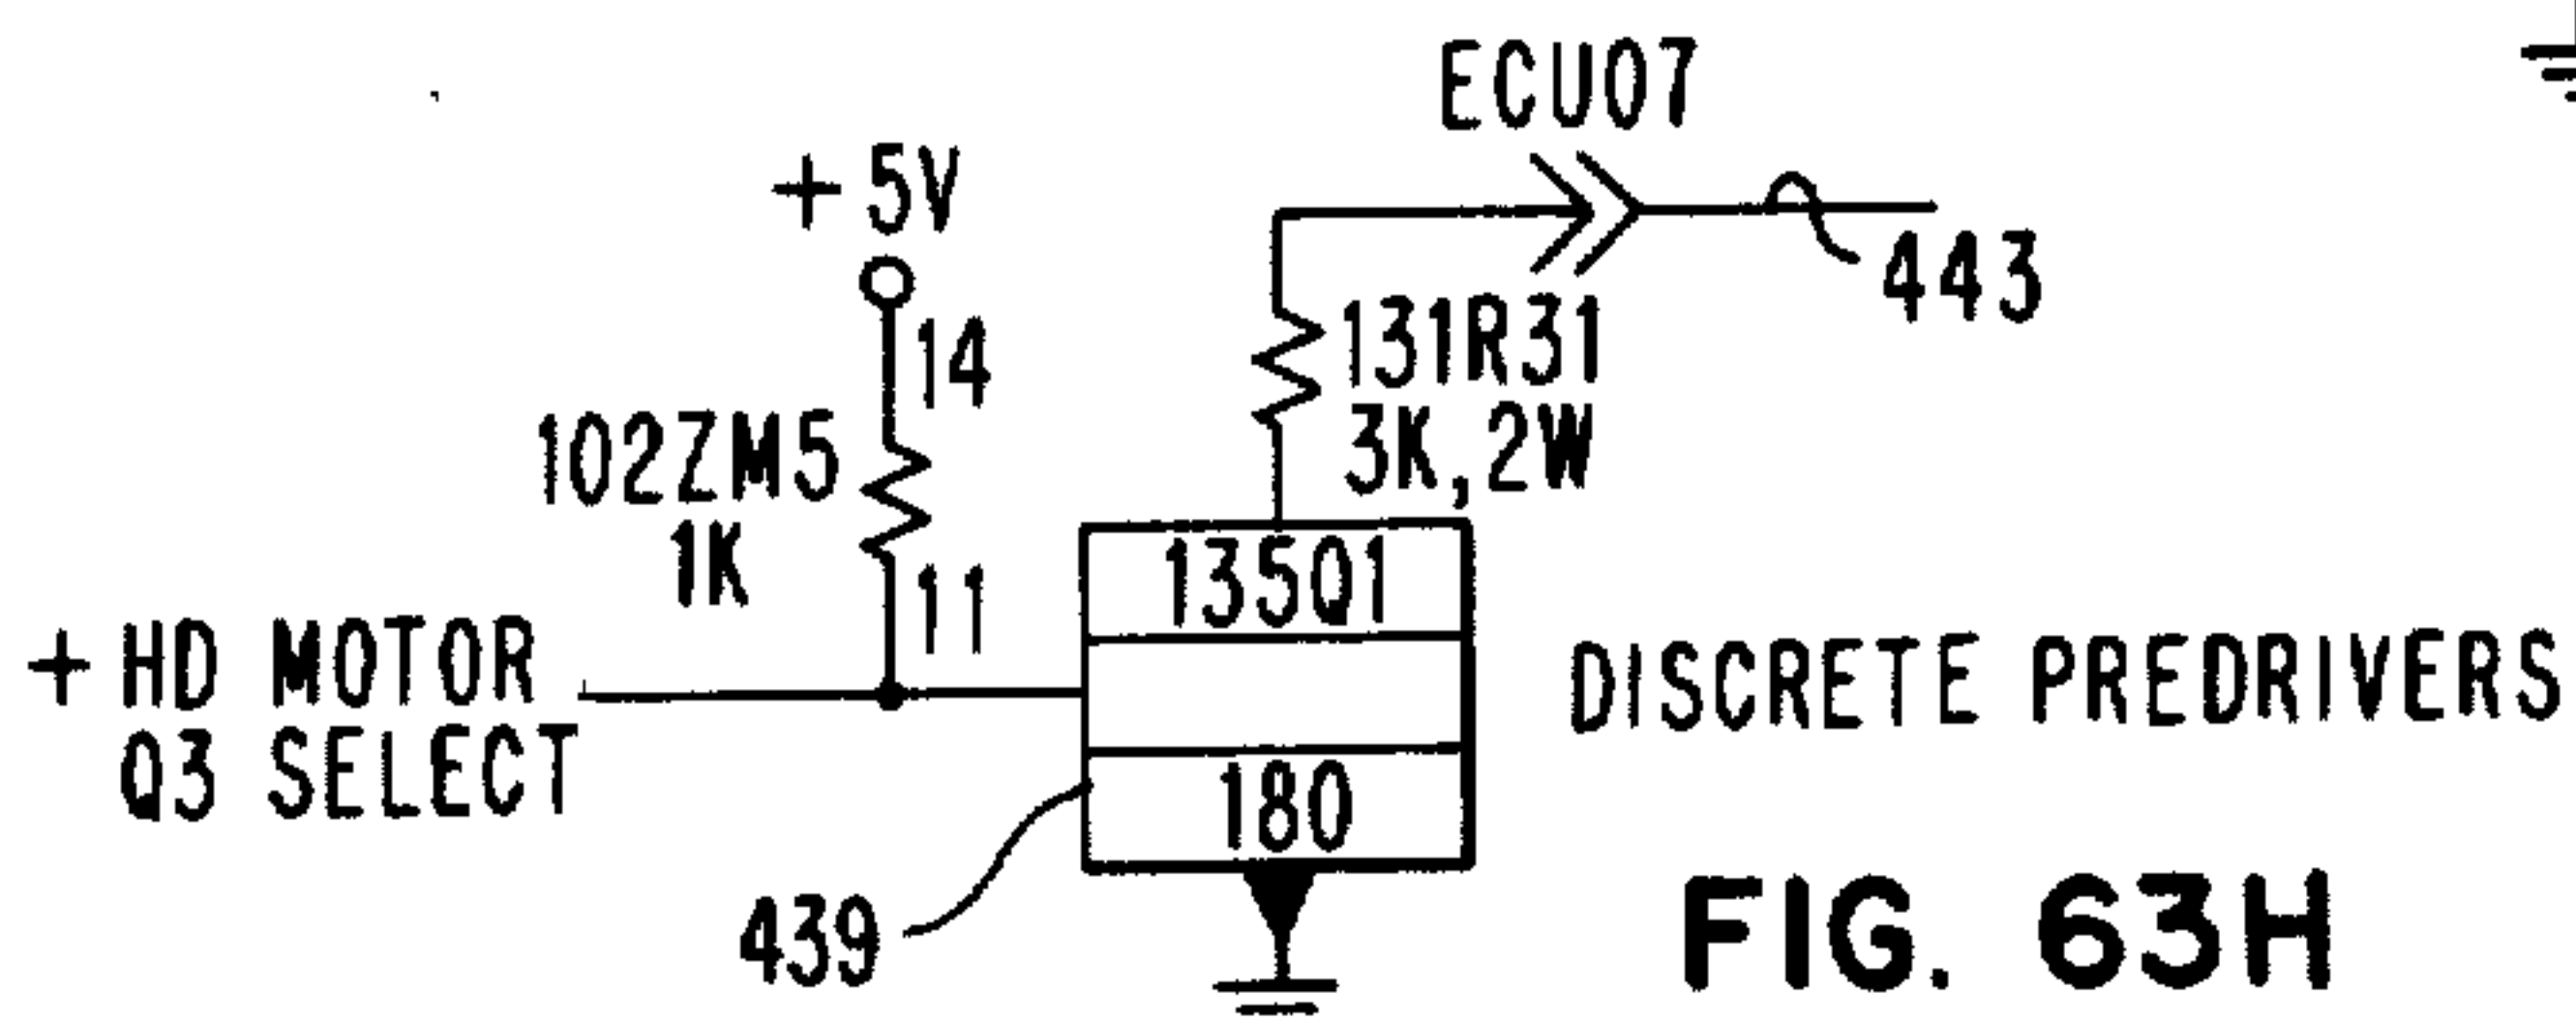 ECU07
+5V
443
14
131R31
3K,2W
102ZM5
1K
11
135Q1
+ HD MOTOR
Q3 SELECT
DISCRETE PREDRIVERS
180
439
FIG. 63H